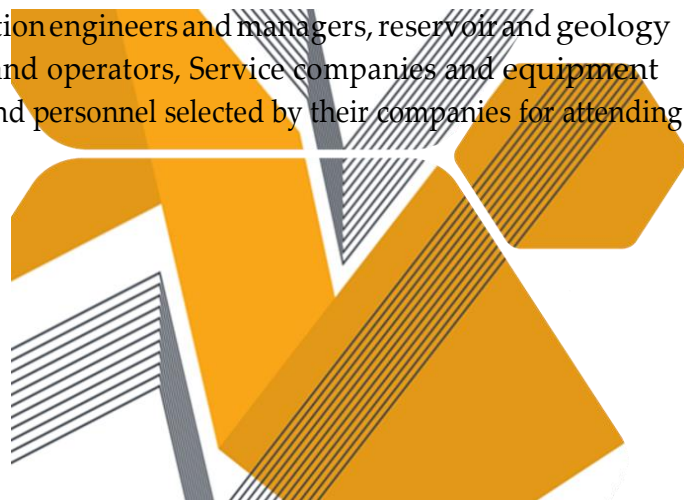 tion engineers and managers, reservoir and geology
nd operators, Service companies and equipment
nd personnel selected by their companies for attending